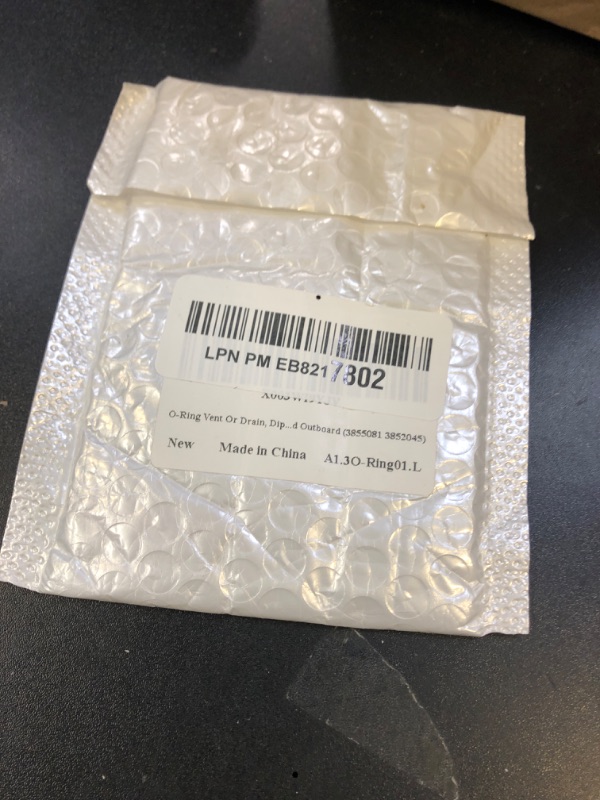 LPN PM EB8217802
O-Ring Vent Or Drain, Dip...d Outboard (3855081 3852045)
New Made in China A1.3O-Ring01.L